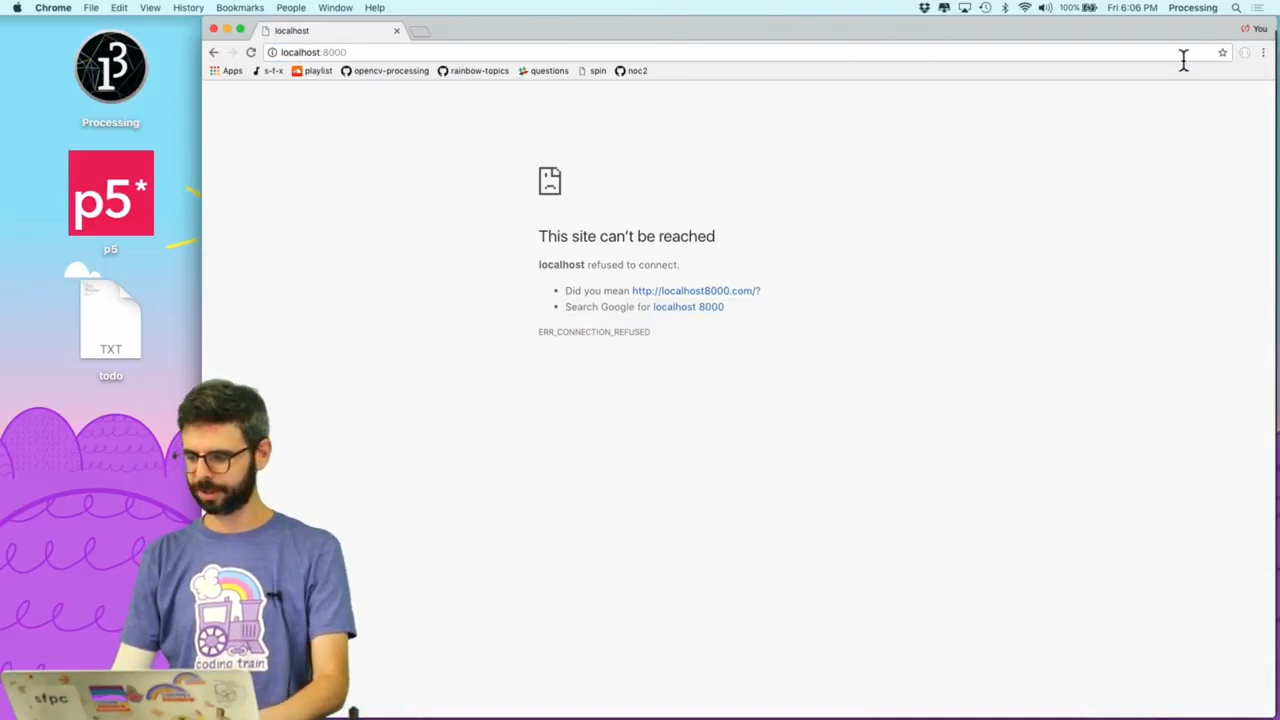 Chrome File Edit View History Bookmarks People Window Help 100% Fri 6:06 PM Processing
localhost You
localhost:8000
Apps s-f-x playlist opencv-processing rainbow-topics questions spin noc2
Processing
p5*
p5
TXT
todo
This site can't be reached
localhost refused to connect.
• Did you mean http://localhost8000.com/?
• Search Google for localhost 8000
ERR_CONNECTION_REFUSED
coding train
sfpc